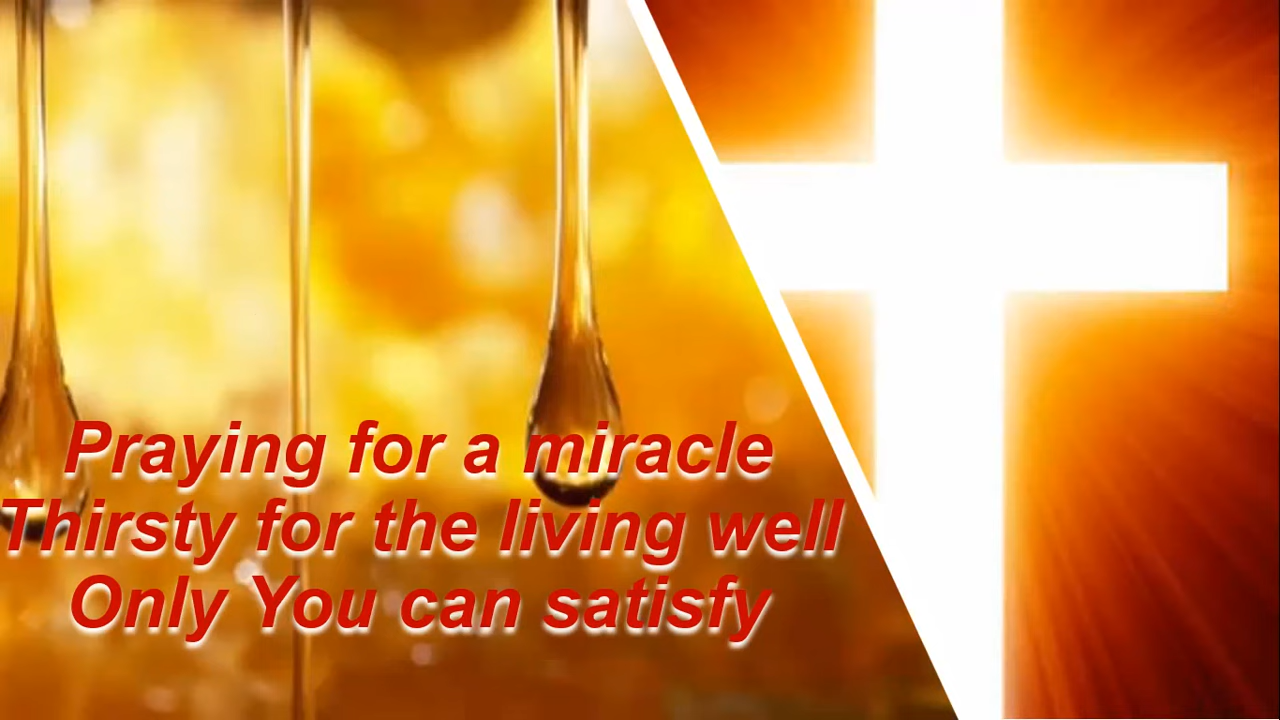 Praying for a miracle
Thirsty for the living well
Only You can satisfy